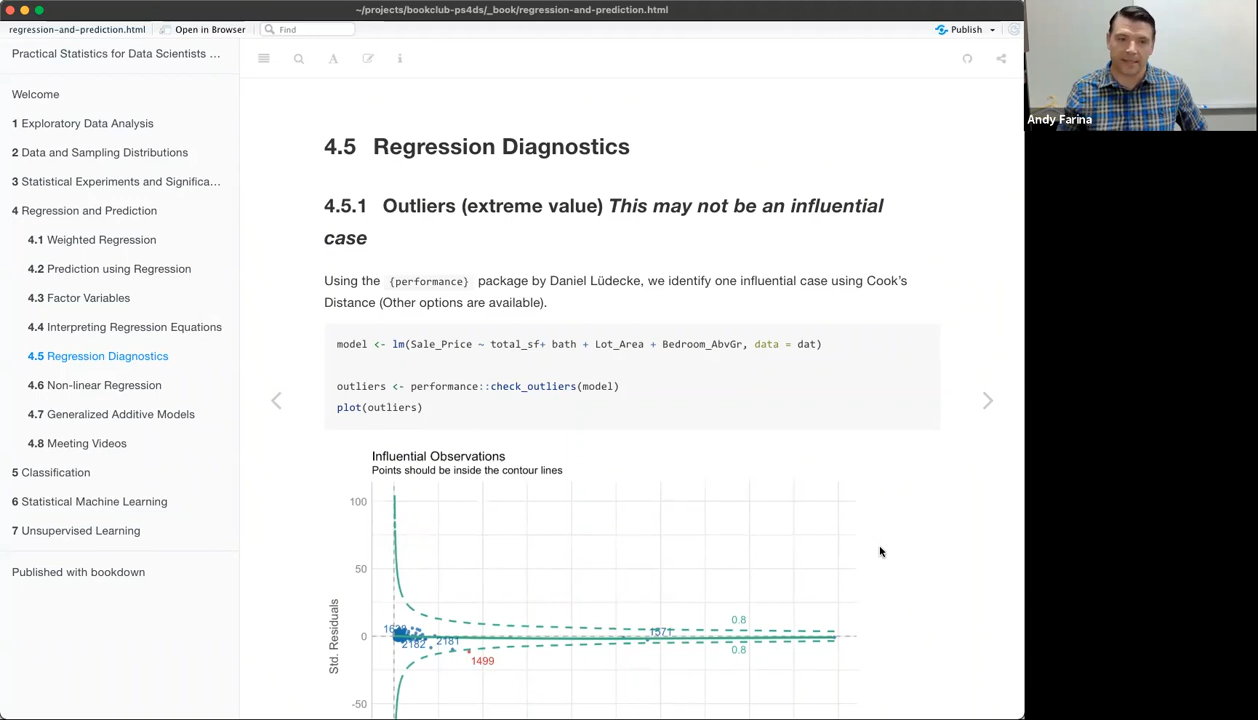 ~/projects/bookclub-ps4ds/_book/regression-and-prediction.html
regression-and-prediction.html
Open in Browser
Find
Publish
Practical Statistics for Data Scientists ...
Welcome
1 Exploratory Data Analysis
2 Data and Sampling Distributions
3 Statistical Experiments and Significa...
4 Regression and Prediction
4.1 Weighted Regression
4.2 Prediction using Regression
4.3 Factor Variables
4.4 Interpreting Regression Equations
4.5 Regression Diagnostics
4.6 Non-linear Regression
4.7 Generalized Additive Models
4.8 Meeting Videos
5 Classification
6 Statistical Machine Learning
7 Unsupervised Learning
Published with bookdown
4.5 Regression Diagnostics
4.5.1 Outliers (extreme value) This may not be an influential
case
Using the {performance} package by Daniel Lüdecke, we identify one influential case using Cook's
Distance (Other options are available).
model <- lm(Sale_Price ~ total_sf+ bath + Lot_Area + Bedroom_AbvGr, data = dat)
outliers <- performance::check_outliers(model)
plot(outliers)
Influential Observations
Points should be inside the contour lines
100
50
0
-50
Std. Residuals
0.8
2182
2181
1499
0.8
Andy Farina